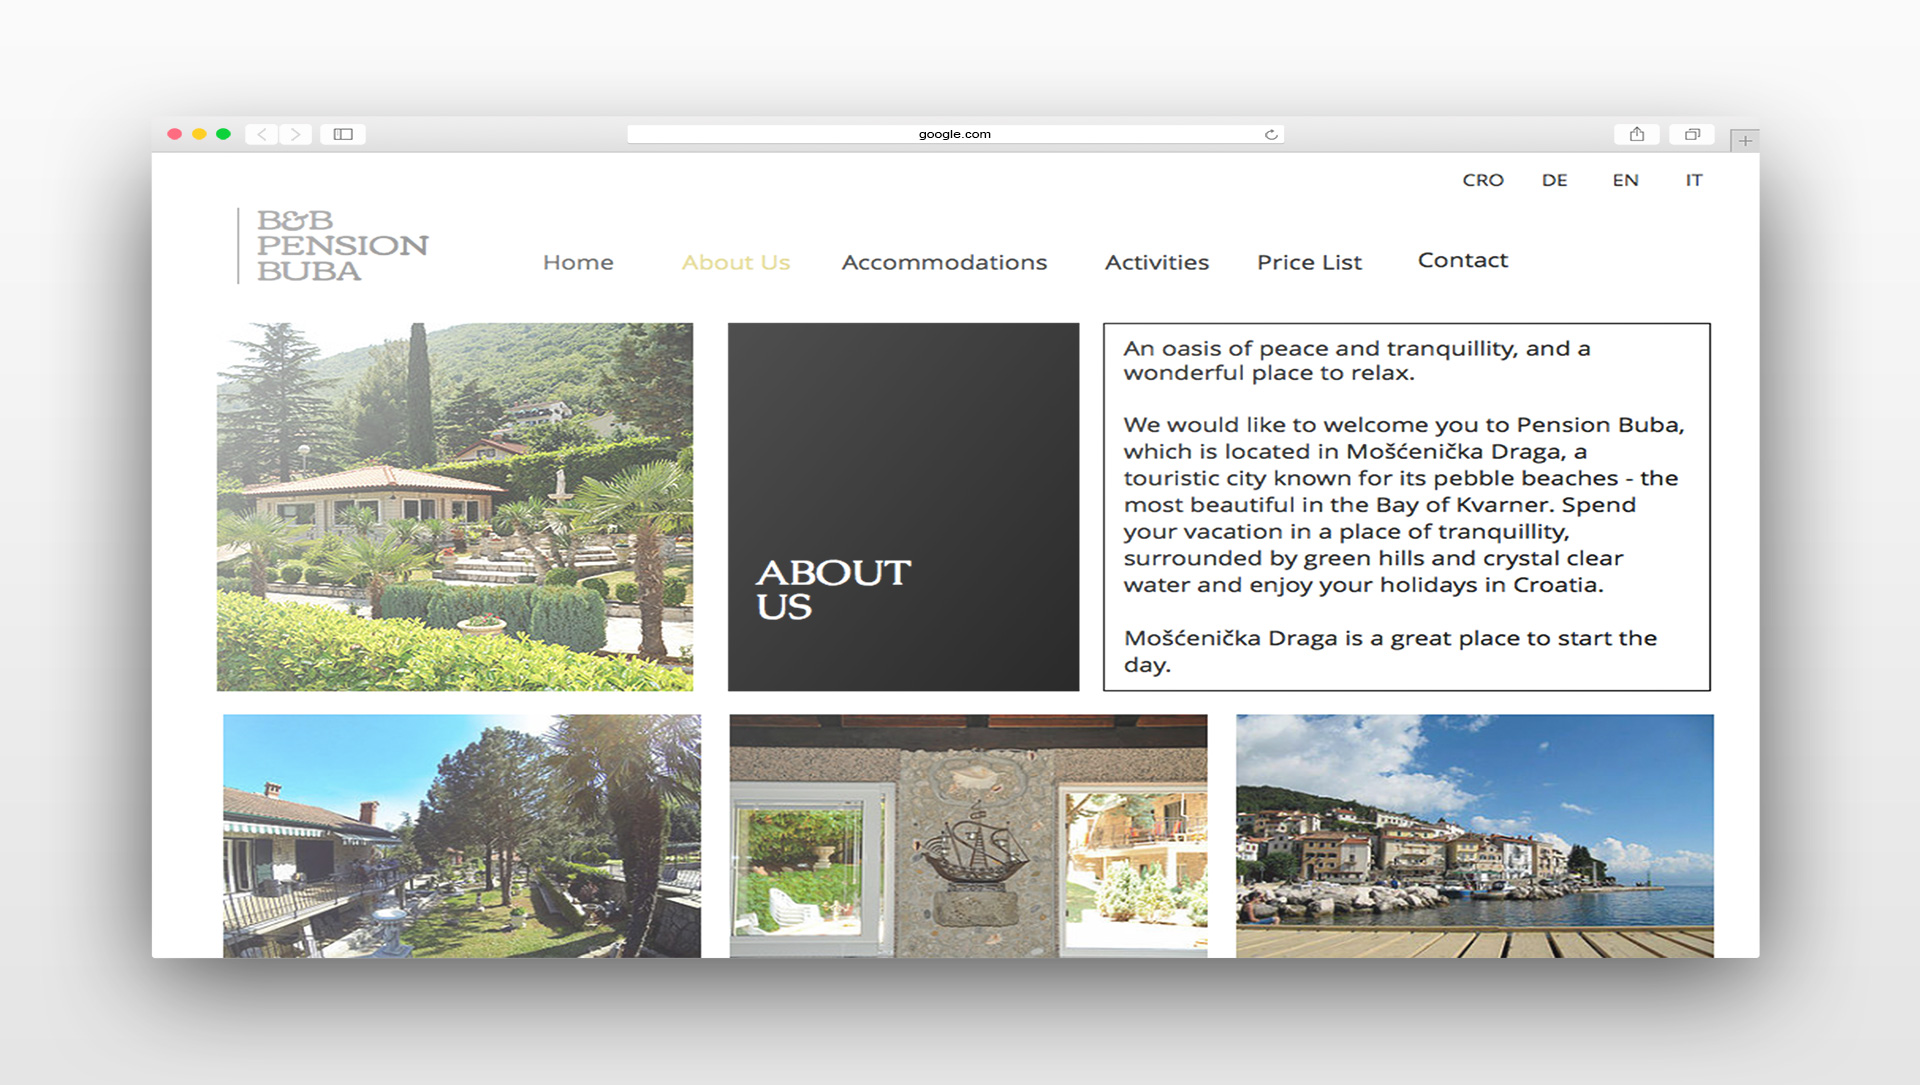 google.com
CRO DE EN IT
B&B
PENSION
BUBA
Home About Us Accommodations Activities Price List Contact
ABOUT
US
An oasis of peace and tranquillity, and a
wonderful place to relax.
We would like to welcome you to Pension Buba,
which is located in Mošćenička Draga, a
touristic city known for its pebble beaches - the
most beautiful in the Bay of Kvarner. Spend
your vacation in a place of tranquillity,
surrounded by green hills and crystal clear
water and enjoy your holidays in Croatia.
Mošćenička Draga is a great place to start the
day.